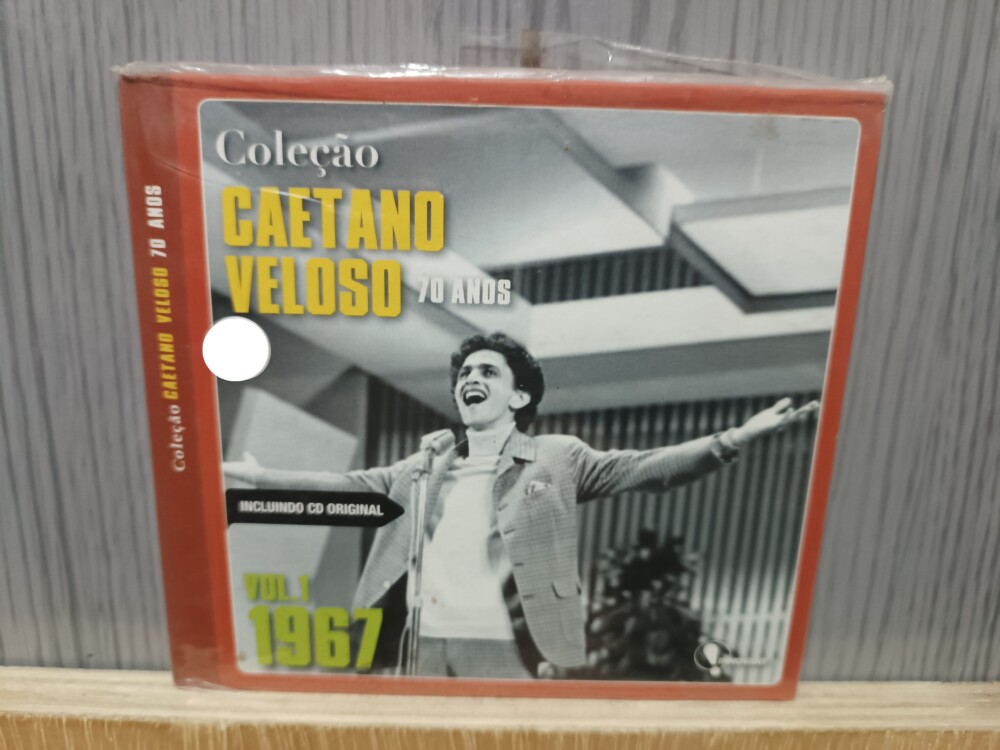 Coleção
CAETANO
VELOSO 70 ANOS
INCLUINDO CD ORIGINAL
VOL. 1
1967
Coleção CAETANO VELOSO 70 ANOS